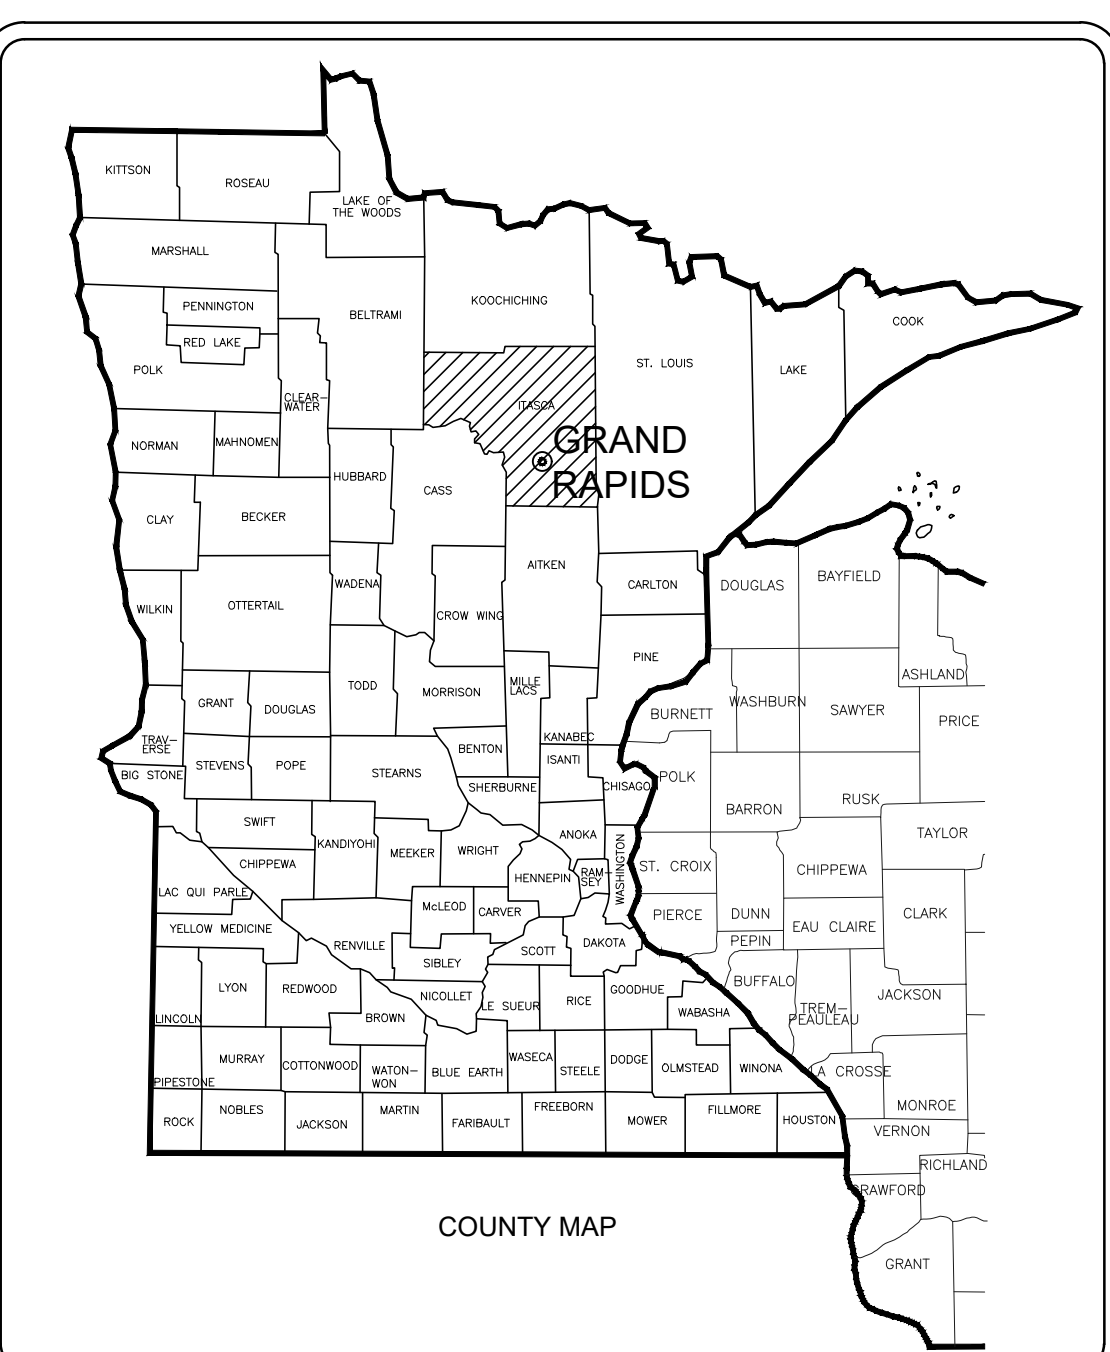 KITTSON
ROSEAU
LAKE OF
THE WOODS
MARSHALL
KOOCHICHING
PENNINGTON
BELTRAMI
COOK
RED LAKE
ST. LOUIS
POLK
LAKE
CLEAR-
WATER
ITASCA
GRAND
RAPIDS
NORMAN
MAHNOMEN
HUBBARD
CASS
CLAY
BECKER
AITKEN
WADENA
CARLTON
DOUGLAS
BAYFIELD
WILKIN
OTTERTAIL
CROW WING
PINE
ASHLAND
TODD
MORRISON
MILLE
LACS
GRANT
DOUGLAS
WASHBURN
SAWYER
BURNETT
PRICE
TRAV-
ERSE
KANABEC
BENTON
ISANTI
BIG STONE
STEVENS
POPE
STEARNS
SHERBURNE
CHISAGO
POLK
BARRON
RUSK
SWIFT
KANDIYOHI
ANOKA
TAYLOR
CHIPPEWA
MEEKER
WRIGHT
HENNEPIN
RAM-
SEY
WASHINGTON
ST. CROIX
CHIPPEWA
LAC QUI PARLE
McLEOD
CARVER
PIERCE
DUNN
CLARK
YELLOW MEDICINE
RENVILLE
SCOTT
DAKOTA
PEPIN
EAU CLAIRE
SIBLEY
LYON
REDWOOD
NICOLLET
LE SUEUR
RICE
GOODHUE
BUFFALO
JACKSON
LINCOLN
BROWN
WABASHA
TREM-
PEAULEAU
MURRAY
COTTONWOOD
WATON-
WON
BLUE EARTH
WASECA
STEELE
DODGE
OLMSTEAD
WINONA
LA CROSSE
PIPESTONE
MONROE
ROCK
NOBLES
JACKSON
MARTIN
FARIBAULT
FREEBORN
MOWER
FILLMORE
HOUSTON
VERNON
RICHLAND
CRAWFORD
COUNTY MAP
GRANT